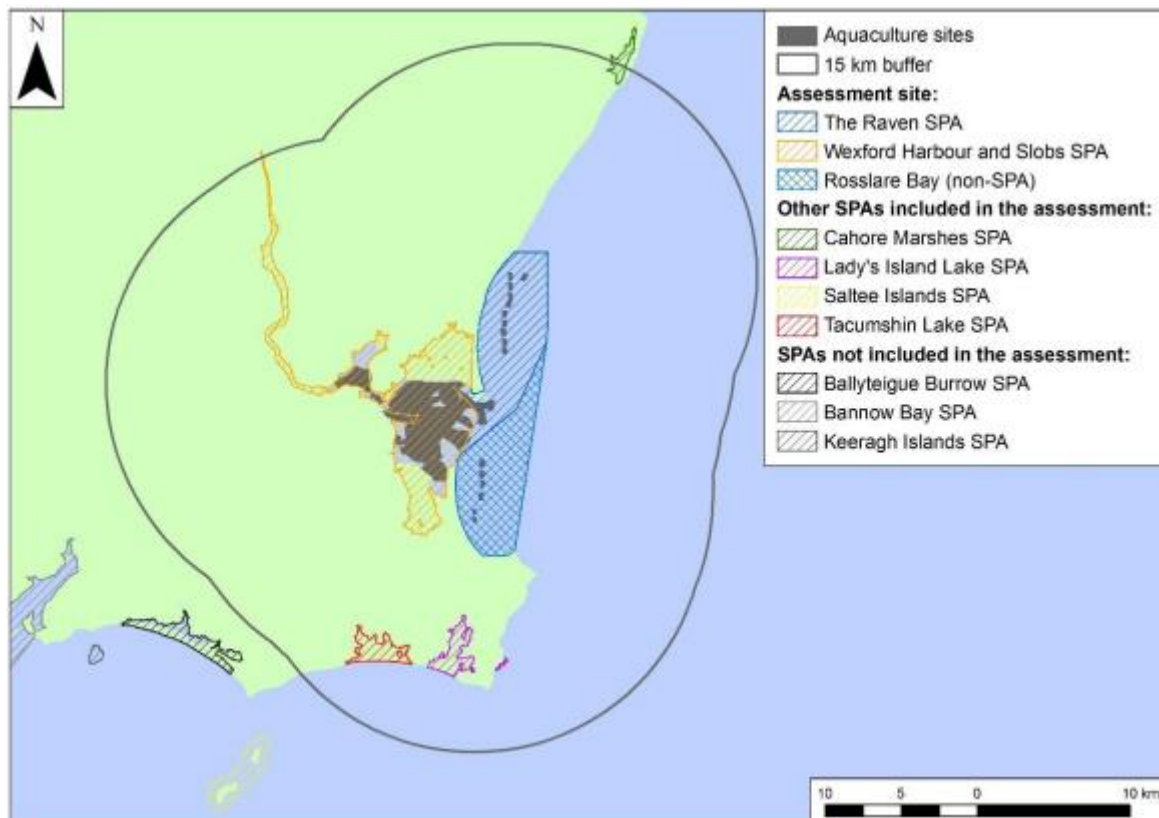 N
Aquaculture sites
15 km buffer
Assessment site:
The Raven SPA
Wexford Harbour and Slobs SPA
Rosslare Bay (non-SPA)
Other SPAs included in the assessment:
Cahore Marshes SPA
Lady's Island Lake SPA
Saltee Islands SPA
Tacumshin Lake SPA
SPAs not included in the assessment:
Ballyteigue Burrow SPA
Bannow Bay SPA
Keeragh Islands SPA
10 5 0 10 km